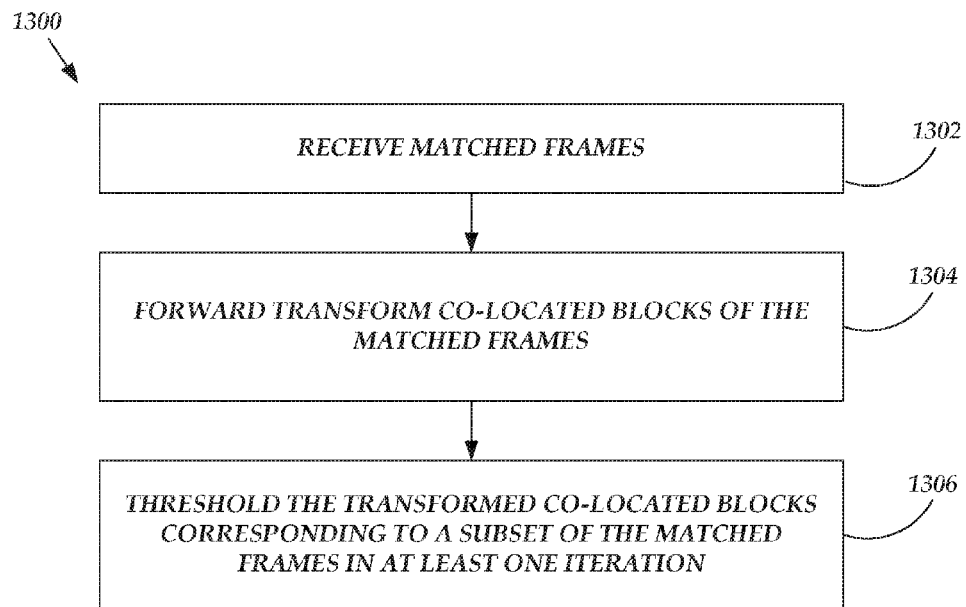 1300
RECEIVE MATCHED FRAMES
1302
FORWARD TRANSFORM CO-LOCATED BLOCKS OF THE
MATCHED FRAMES
1304
THRESHOLD THE TRANSFORMED CO-LOCATED BLOCKS
CORRESPONDING TO A SUBSET OF THE MATCHED
FRAMES IN AT LEAST ONE ITERATION
1306